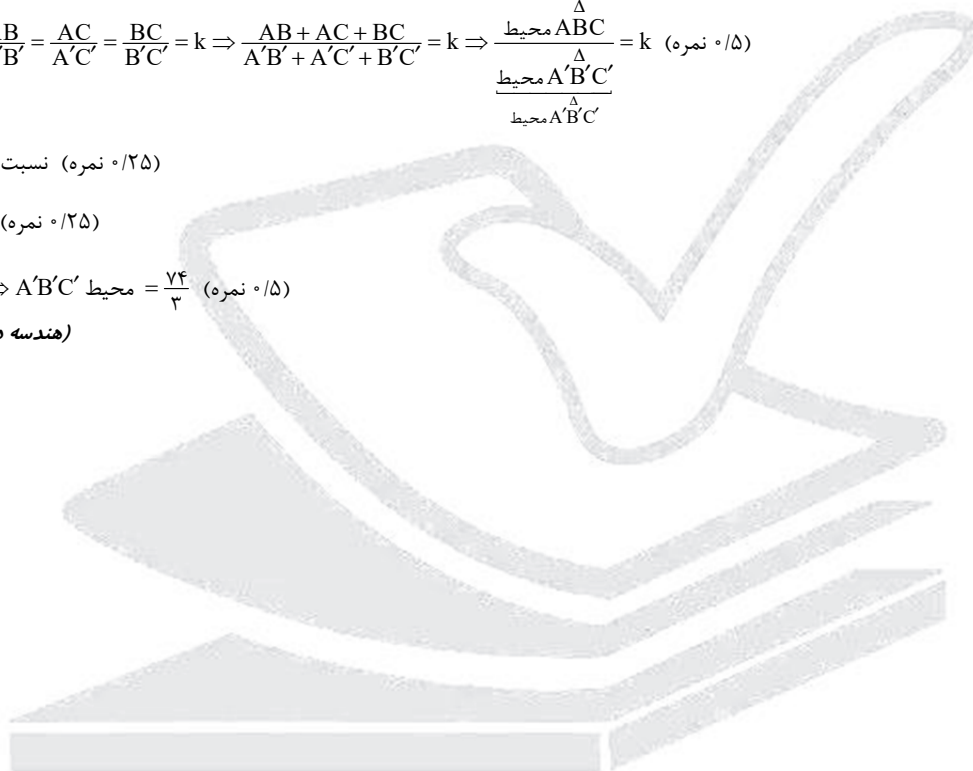 AB/A′B′ = AC/A′C′ = BC/B′C′ = k ⇒ (AB + AC + BC)/(A′B′ + A′C′ + B′C′) = k ⇒ محیط ABC / محیط A′B′C′ = k (۰/۵ نمره)
محیط A′B′C′
نسبت (۰/۲۵ نمره)
(۰/۲۵ نمره)
A′B′C′ محیط = ۷۴/۳ (۰/۵ نمره)
(هندسه